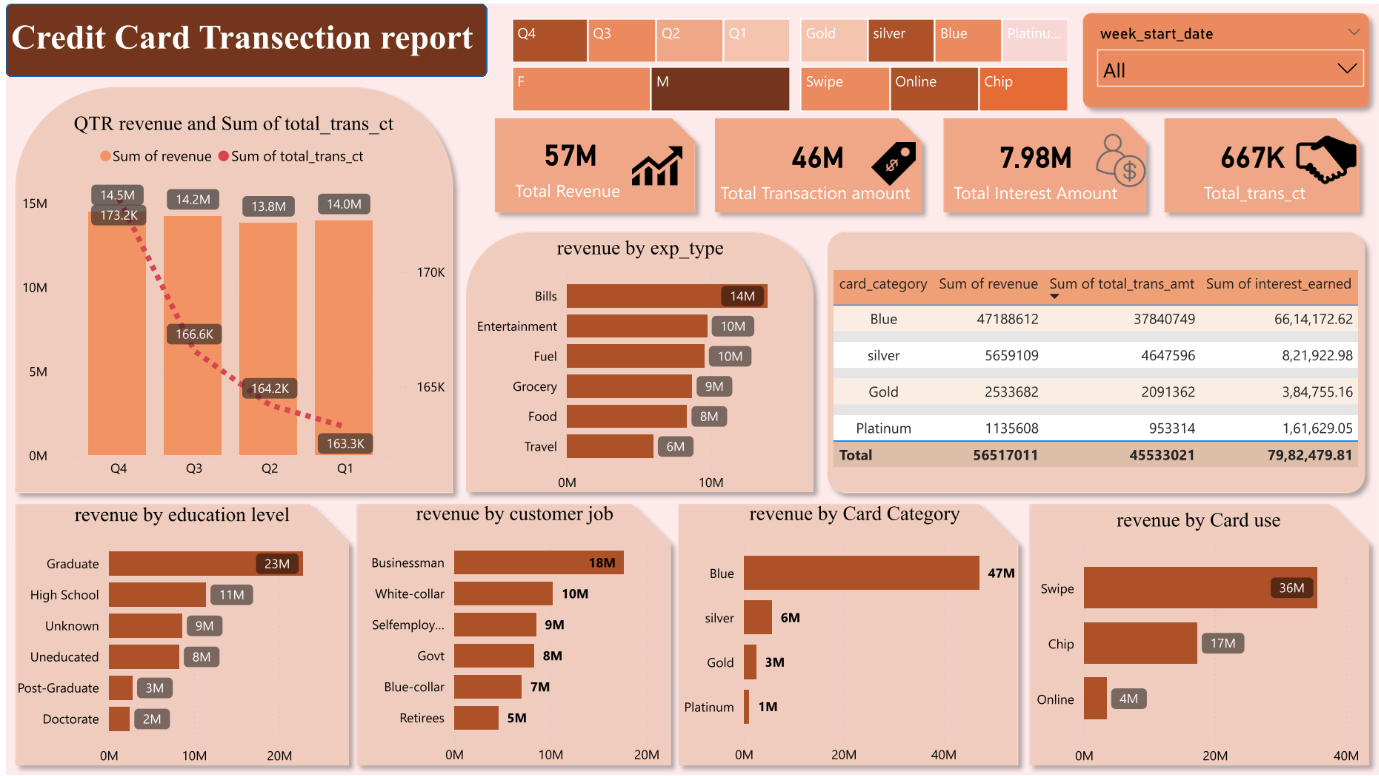 Credit Card Transection report
Q4 Q3 Q2 Q1
F M
Gold silver Blue Platinu...
Swipe Online Chip
week_start_date
All
57M
Total Revenue
46M
Total Transaction amount
7.98M
Total Interest Amount
667K
Total_trans_ct
QTR revenue and Sum of total_trans_ct
Sum of revenue Sum of total_trans_ct
15M
10M
5M
0M
14.5M 14.2M 13.8M 14.0M
173.2K
166.6K
164.2K
163.3K
170K
165K
Q4 Q3 Q2 Q1
revenue by exp_type
Bills 14M
Entertainment 10M
Fuel 10M
Grocery 9M
Food 8M
Travel 6M
0M 10M
card_category Sum of revenue Sum of total_trans_amt Sum of interest_earned
Blue 47188612 37840749 66,14,172.62
silver 5659109 4647596 8,21,922.98
Gold 2533682 2091362 3,84,755.16
Platinum 1135608 953314 1,61,629.05
Total 56517011 45533021 79,82,479.81
revenue by education level
Graduate 23M
High School 11M
Unknown 9M
Uneducated 8M
Post-Graduate 3M
Doctorate 2M
0M 10M 20M
revenue by customer job
Businessman 18M
White-collar 10M
Selfemploy... 9M
Govt 8M
Blue-collar 7M
Retirees 5M
0M 10M 20M
revenue by Card Category
Blue 47M
silver 6M
Gold 3M
Platinum 1M
0M 20M 40M
revenue by Card use
Swipe 36M
Chip 17M
Online 4M
0M 20M 40M